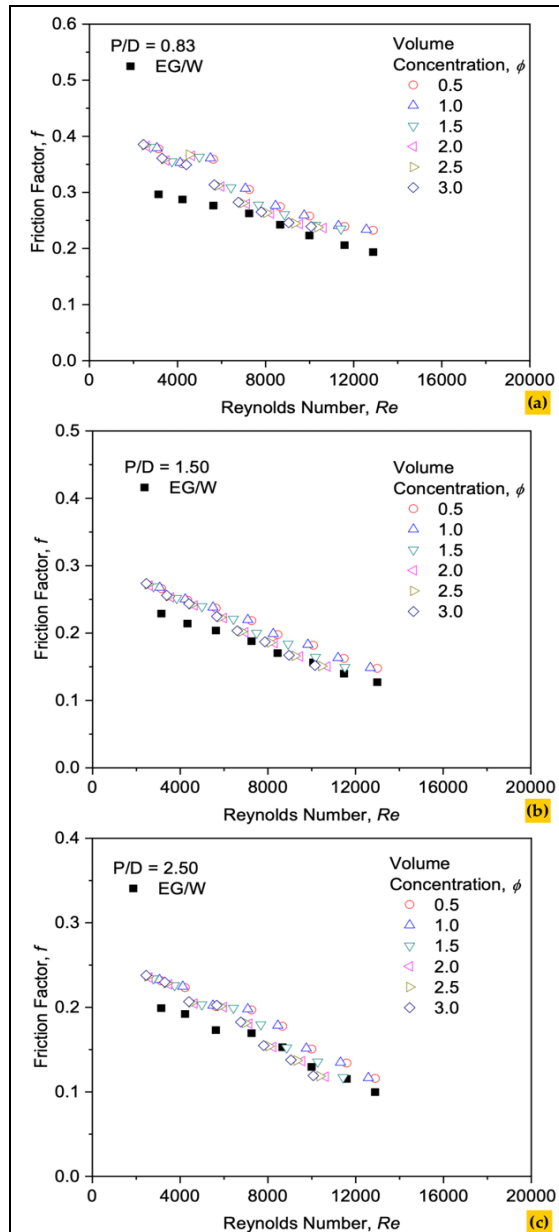 0.6
P/D = 0.83
EG/W
Volume
Concentration, ϕ
0.5
1.0
1.5
2.0
2.5
3.0
0.5
0.4
0.3
0.2
0.1
0.0
Friction Factor, f
0 4000 8000 12000 16000 20000
Reynolds Number, Re
(a)
0.5
P/D = 1.50
EG/W
Volume
Concentration, ϕ
0.5
1.0
1.5
2.0
2.5
3.0
0.4
0.3
0.2
0.1
0.0
Friction Factor, f
0 4000 8000 12000 16000 20000
Reynolds Number, Re
(b)
0.4
P/D = 2.50
EG/W
Volume
Concentration, ϕ
0.5
1.0
1.5
2.0
2.5
3.0
0.3
0.2
0.1
0.0
Friction Factor, f
0 4000 8000 12000 16000 20000
Reynolds Number, Re
(c)